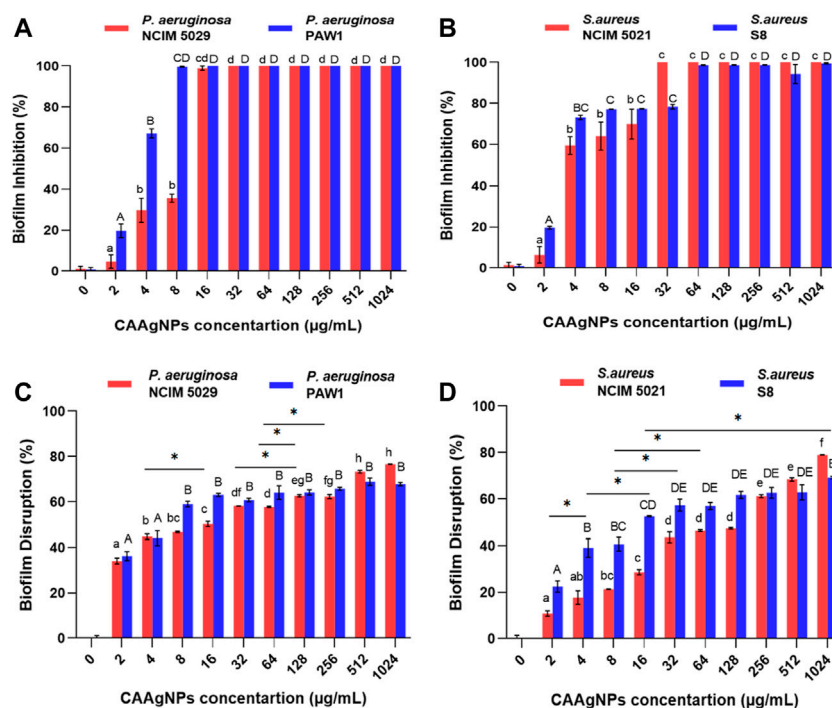 A
P. aeruginosa
NCIM 5029
P. aeruginosa
PAW1
Biofilm Inhibition (%)
100
80
60
40
20
0
a A b B b CD cd D d D d D d D d D d D d D
0 2 4 8 16 32 64 128 256 512 1024
CAAgNPs concentartion (µg/mL)
B
S.aureus
NCIM 5021
S.aureus
S8
Biofilm Inhibition (%)
100
80
60
40
20
0
a A b BC b C b C c C c D c D c D c D c D
0 2 4 8 16 32 64 128 256 512 1024
CAAgNPs concentartion (µg/mL)
C
P. aeruginosa
NCIM 5029
P. aeruginosa
PAW1
Biofilm Disruption (%)
100
80
60
40
20
0
* * * *
a A b A bc B c B df B d B eg B fg B h B h B
0 2 4 8 16 32 64 128 256 512 1024
CAAgNPs concentartion (µg/mL)
D
S.aureus
NCIM 5021
S.aureus
S8
Biofilm Disruption (%)
100
80
60
40
20
0
* * * * *
a A ab B bc BC c CD d DE d DE d DE e DE e DE f E
0 2 4 8 16 32 64 128 256 512 1024
CAAgNPs concentartion (µg/mL)